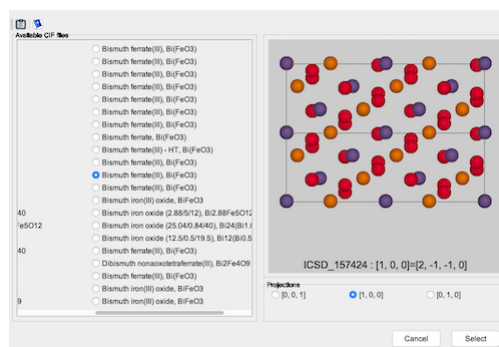 Available CIF files
Bismuth ferrate(III), Bi(FeO3)
Bismuth ferrate(III), Bi(FeO3)
Bismuth ferrate(III), Bi(FeO3)
Bismuth ferrate(III), Bi(FeO3)
Bismuth ferrate(III), Bi(FeO3)
Bismuth ferrate(III), Bi(FeO3)
Bismuth ferrate(III), Bi(FeO3)
Bismuth ferrate, Bi(FeO3)
Bismuth ferrate(III) - HT, Bi(FeO3)
Bismuth ferrate(III), Bi(FeO3)
Bismuth ferrate(II), Bi(FeO3)
Bismuth ferrate(III), Bi(FeO3)
Bismuth iron(III) oxide, BiFeO3
40 Bismuth iron oxide (2.88/5/12), Bi2.88Fe5O12
Fe5O12 Bismuth iron oxide (25.04/0.84/40), Bi24(Bi1.
Bismuth iron oxide (12.5/0.5/19.5), Bi12(Bi0.5
40 Bismuth ferrate(III), Bi(FeO3)
Dibismuth nonaoxotetraferrate(III), Bi2Fe4O9
Bismuth ferrate(III), Bi(FeO3)
Bismuth iron(III) oxide, BiFeO3
9 Bismuth iron(III) oxide, BiFeO3
ICSD_157424 : [1, 0, 0]=[2, -1, -1, 0]
Projections
[0, 0, 1] [1, 0, 0] [0, 1, 0]
Cancel Select